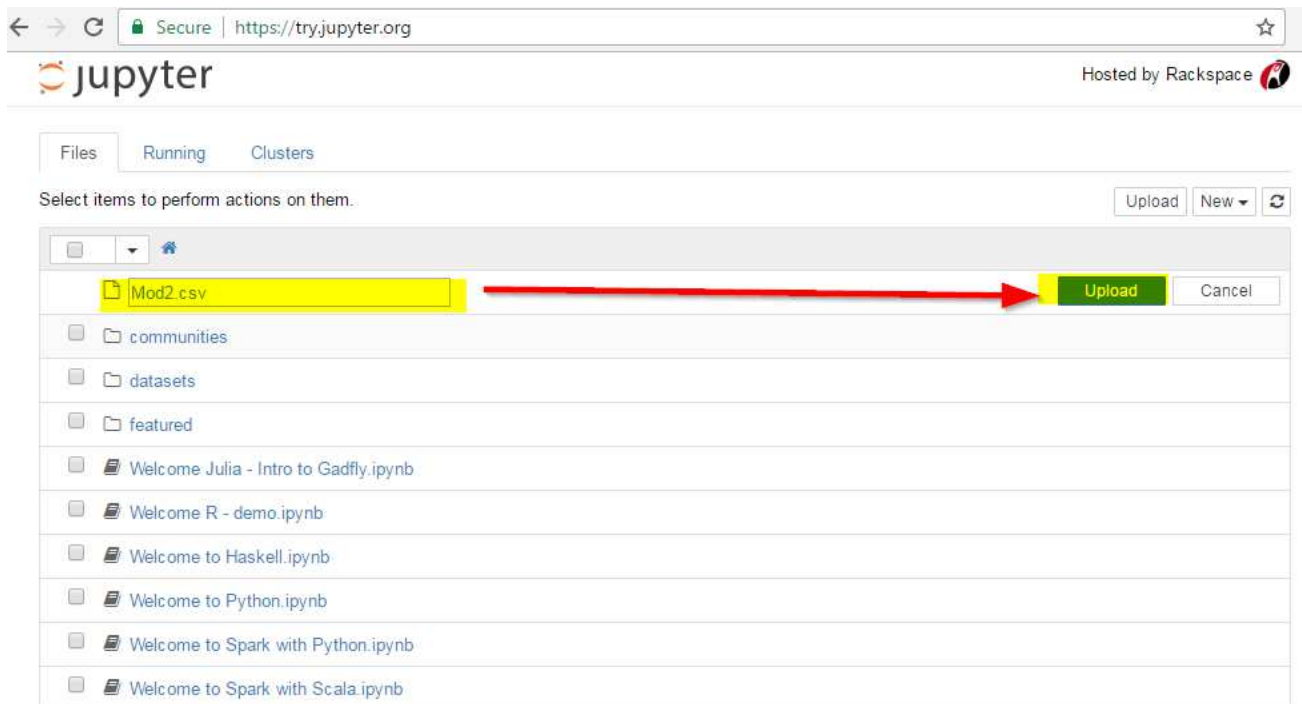 Secure | https://try.jupyter.org
jupyter
Hosted by Rackspace
Files Running Clusters
Select items to perform actions on them.
Upload New
Mod2.csv
Upload Cancel
communities
datasets
featured
Welcome Julia - Intro to Gadfly.ipynb
Welcome R - demo.ipynb
Welcome to Haskell.ipynb
Welcome to Python.ipynb
Welcome to Spark with Python.ipynb
Welcome to Spark with Scala.ipynb